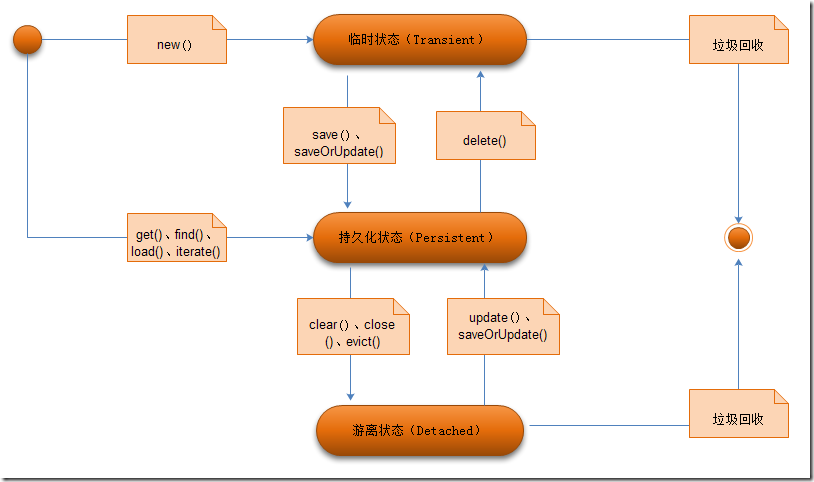 new()
临时状态（Transient）
垃圾回收
save()、
saveOrUpdate()
delete()
get()、find()、
load()、iterate()
持久化状态（Persistent）
clear()、close
()、evict()
update()、
saveOrUpdate()
游离状态（Detached）
垃圾回收